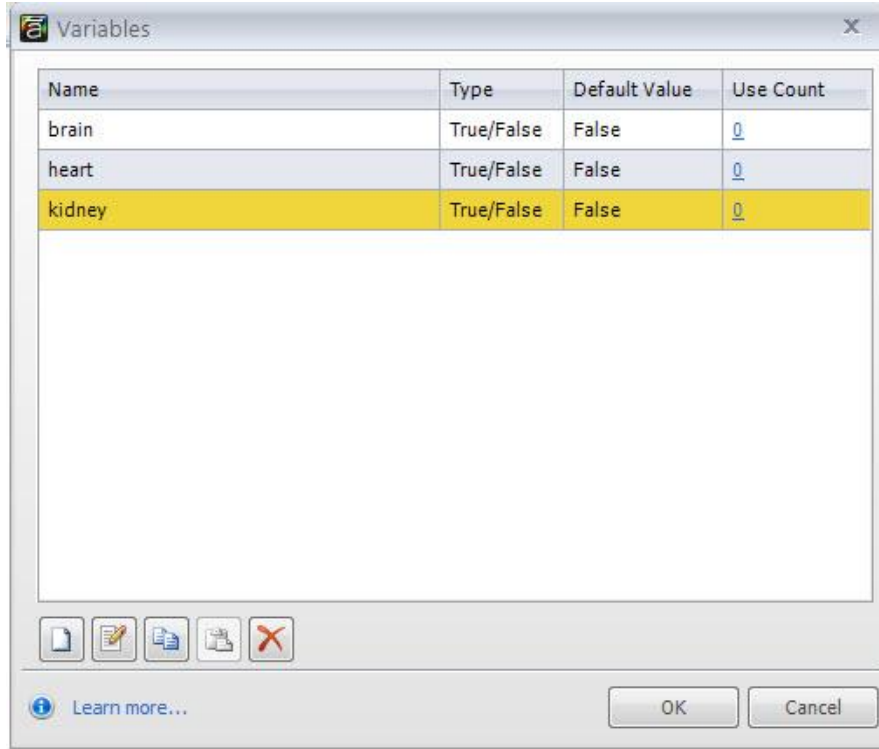 Variables
Name Type Default Value Use Count
brain True/False False 0
heart True/False False 0
kidney True/False False 0
Learn more...
OK Cancel